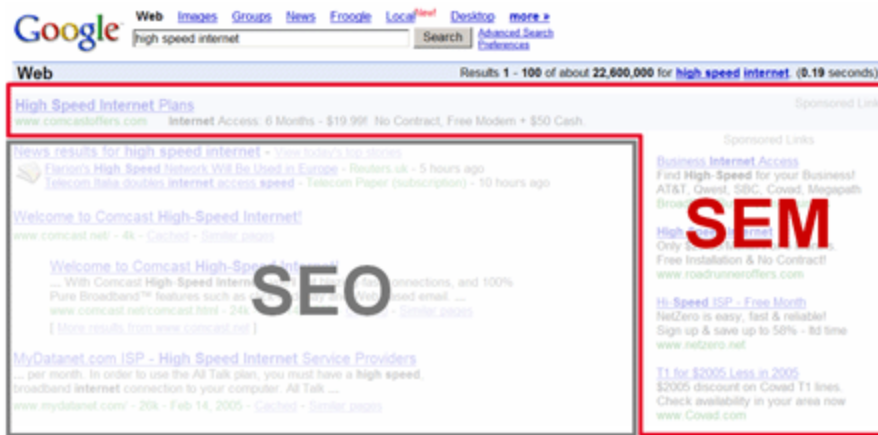 Google
Web Images Groups News Froogle Local New! Desktop more »
high speed internet Search Advanced Search
Preferences
Web Results 1 - 100 of about 22,600,000 for high speed internet. (0.19 seconds)
High Speed Internet Plans Sponsored Link
www.comcastoffers.com Internet Access: 6 Months - $19.99! No Contract, Free Modem + $50 Cash.
News results for high speed internet - View today's top stories
Flarion's High Speed Network Will Be Used in Europe - Reuters.uk - 5 hours ago
Telecom Italia doubles internet access speed - Telecom Paper (subscription) - 10 hours ago
Welcome to Comcast High-Speed Internet!
www.comcast.net/ - 4k - Cached - Similar pages
Welcome to Comcast High-Speed Internet!
... With Comcast High-Speed connections, and 100%
Pure Broadband™ features such as email. ...
www.comcast.net/comcast.html - 24k - Similar pages
[ More results from www.comcast.net ]
MyDatanet.com ISP - High Speed Internet Service Providers
... per month. In order to use the All Talk plan, you must have a high speed,
broadband internet connection to your computer. All Talk ...
www.mydatanet.com/ - 26k - Feb 14, 2005 - Cached - Similar pages
SEO
Sponsored Links
Business Internet Access
Find High-Speed for your Business!
AT&T, Qwest, SBC, Covad, Megapath
High
Only
Free Installation & No Contract!
www.roadrunneroffers.com
Hi-Speed ISP - Free Month
NetZero is easy, fast & reliable!
Sign up & save up to 58% - ltd time
www.netzero.net
T1 for $2005 Less in 2005
$2005 discount on Covad T1 lines.
Check availability in your area now
www.Covad.com
SEM